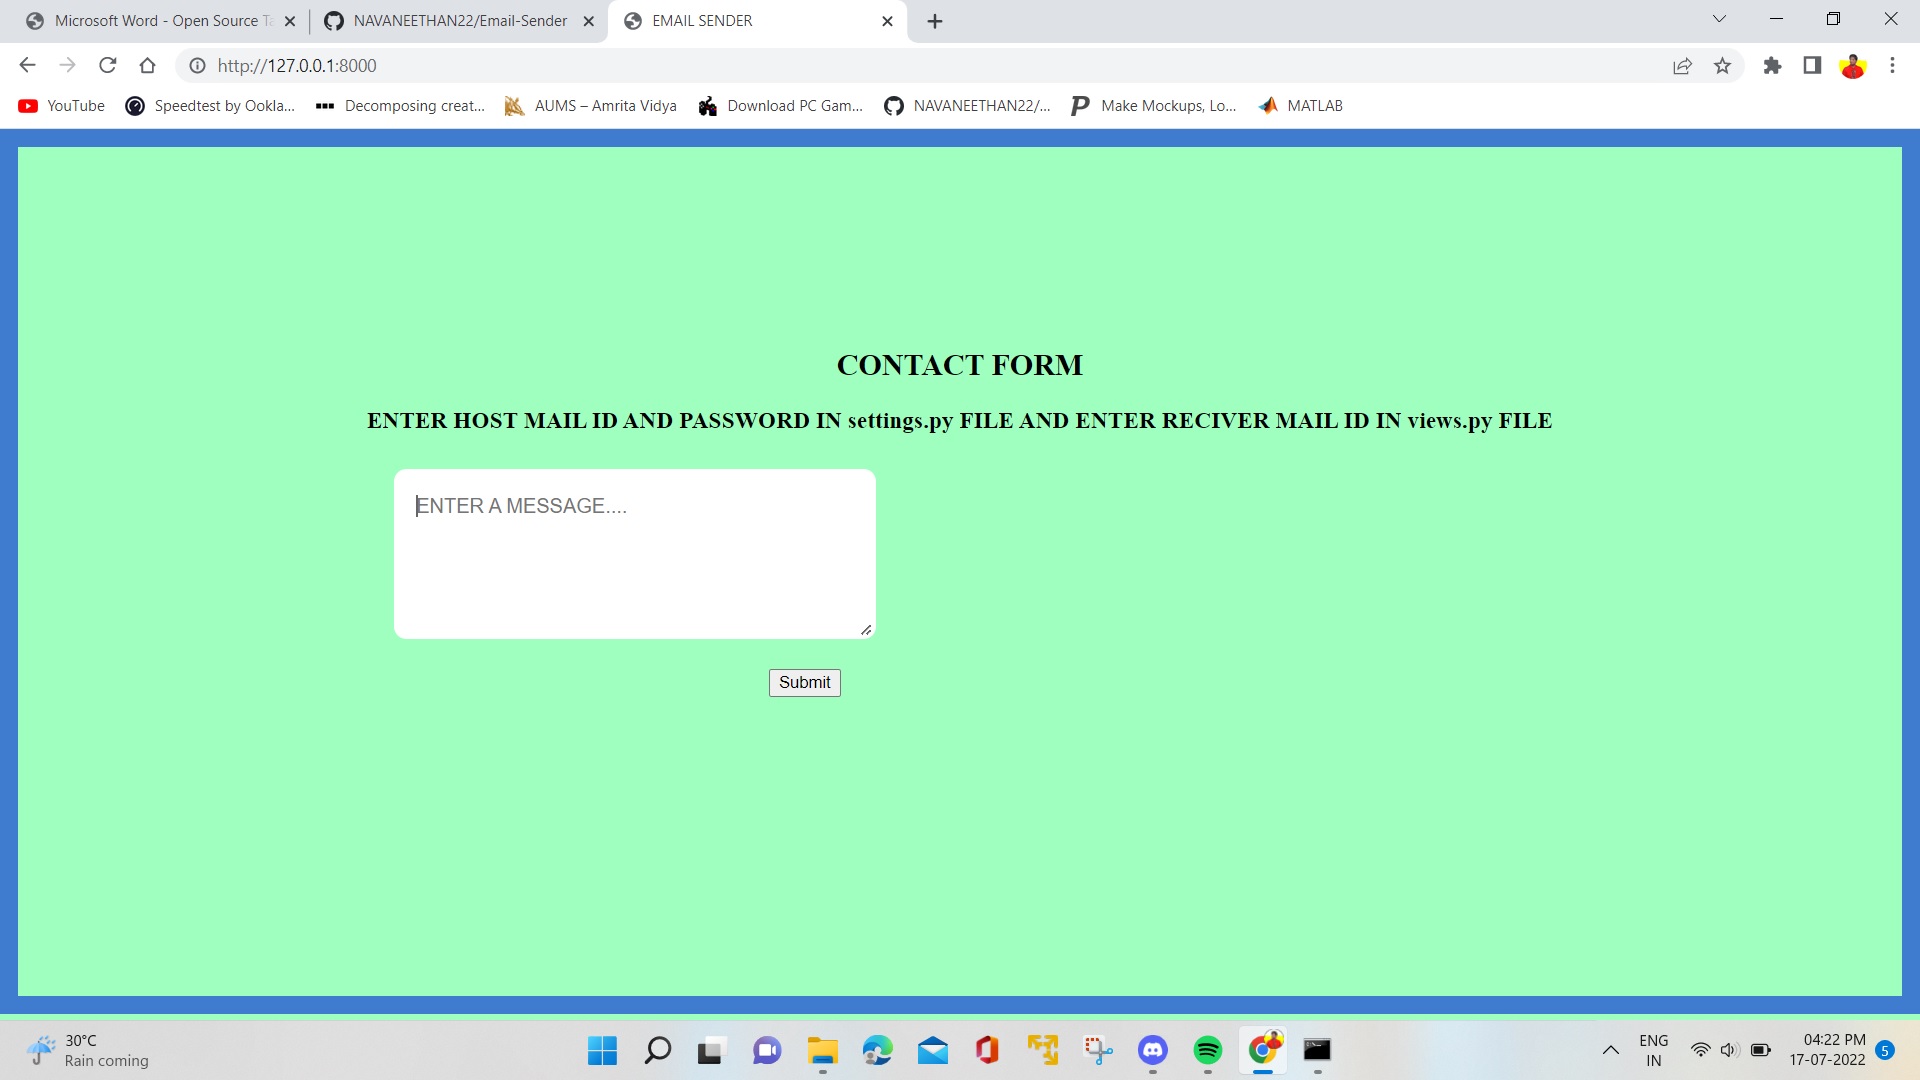 Microsoft Word - Open Source Ta
NAVANEETHAN22/Email-Sender
EMAIL SENDER
http://127.0.0.1:8000
YouTube
Speedtest by Ookla...
Decomposing creat...
AUMS – Amrita Vidya
Download PC Gam...
NAVANEETHAN22/...
Make Mockups, Lo...
MATLAB
CONTACT FORM
ENTER HOST MAIL ID AND PASSWORD IN settings.py FILE AND ENTER RECIVER MAIL ID IN views.py FILE
ENTER A MESSAGE....
Submit
30°C
Rain coming
ENG
IN
04:22 PM
17-07-2022
5